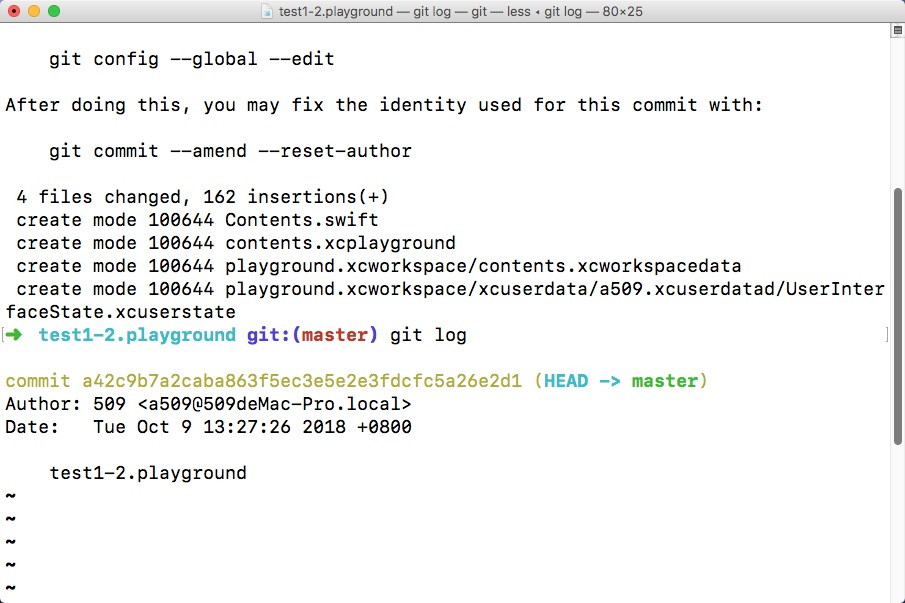 test1-2.playground — git log — git — less ◂ git log — 80×25
git config --global --edit
After doing this, you may fix the identity used for this commit with:
git commit --amend --reset-author
4 files changed, 162 insertions(+)
create mode 100644 Contents.swift
create mode 100644 contents.xcplayground
create mode 100644 playground.xcworkspace/contents.xcworkspacedata
create mode 100644 playground.xcworkspace/xcuserdata/a509.xcuserdatad/UserInter
faceState.xcuserstate
[➜ test1-2.playground git:(master) git log ]
commit a42c9b7a2caba863f5ec3e5e2e3fdcfc5a26e2d1 (HEAD -> master)
Author: 509 <a509@509deMac-Pro.local>
Date: Tue Oct 9 13:27:26 2018 +0800
test1-2.playground
~
~
~
~
~